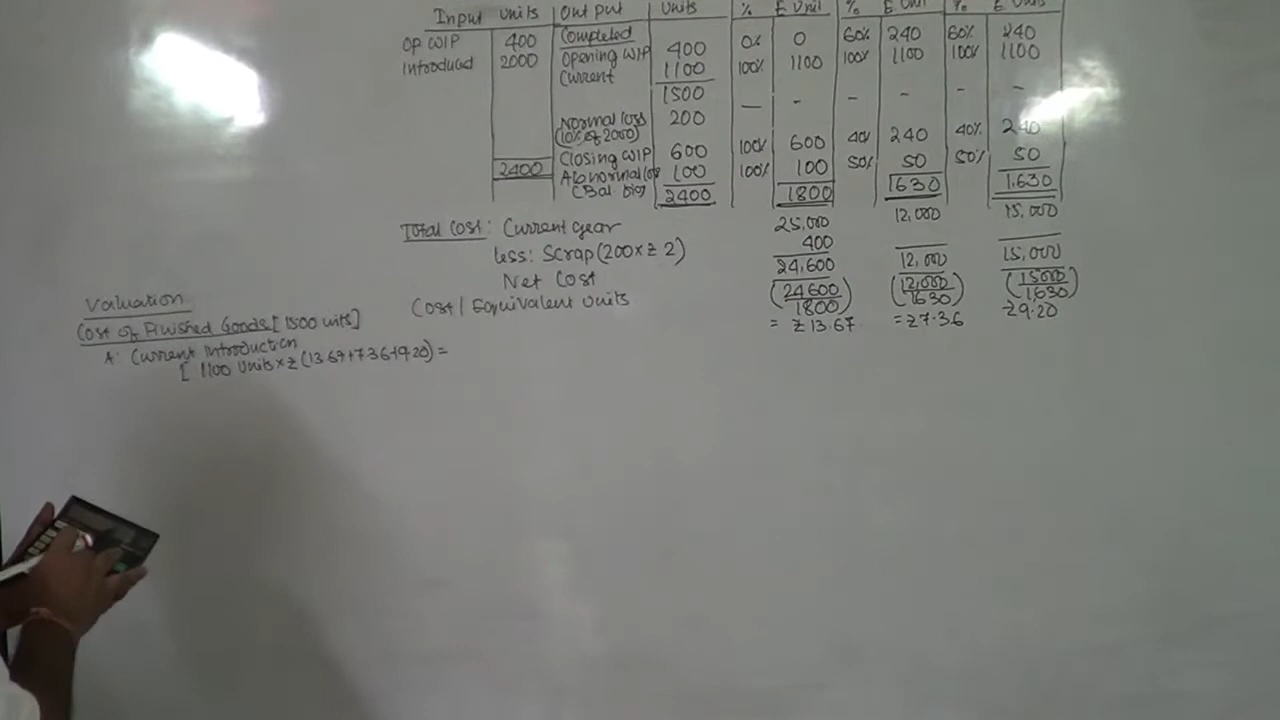 Input Units Output Units % E Unit % E Unit % E Units
OP WIP 400 Completed
Introduced 2000 Opening WIP 400 0% 0 60% 240 60% 240
Current 1100 100% 1100 100% 1100 100% 1100
1500
Normal loss 200 — - - - - -
(10% of 2000)
Closing WIP 600 100% 600 40% 240 40% 240
2400 Abnormal loss 100 100% 100 50% 50 50% 50
(Bal big) 2400 1800 1630 1630
Total Cost: Current year 25,000 12,000 15,000
less: Scrap (200×₹2) 400
Net Cost 24,600 12,000 15,000
Cost / Equivalent Units (24600/1800) (12,000/1630) (15000/1630)
= ₹13.67 = ₹7.36 ₹9.20
Valuation
Cost of Finished Goods [1500 units]
A: Current Introduction
[1100 Units × ₹(13.67+7.36+9.20) =